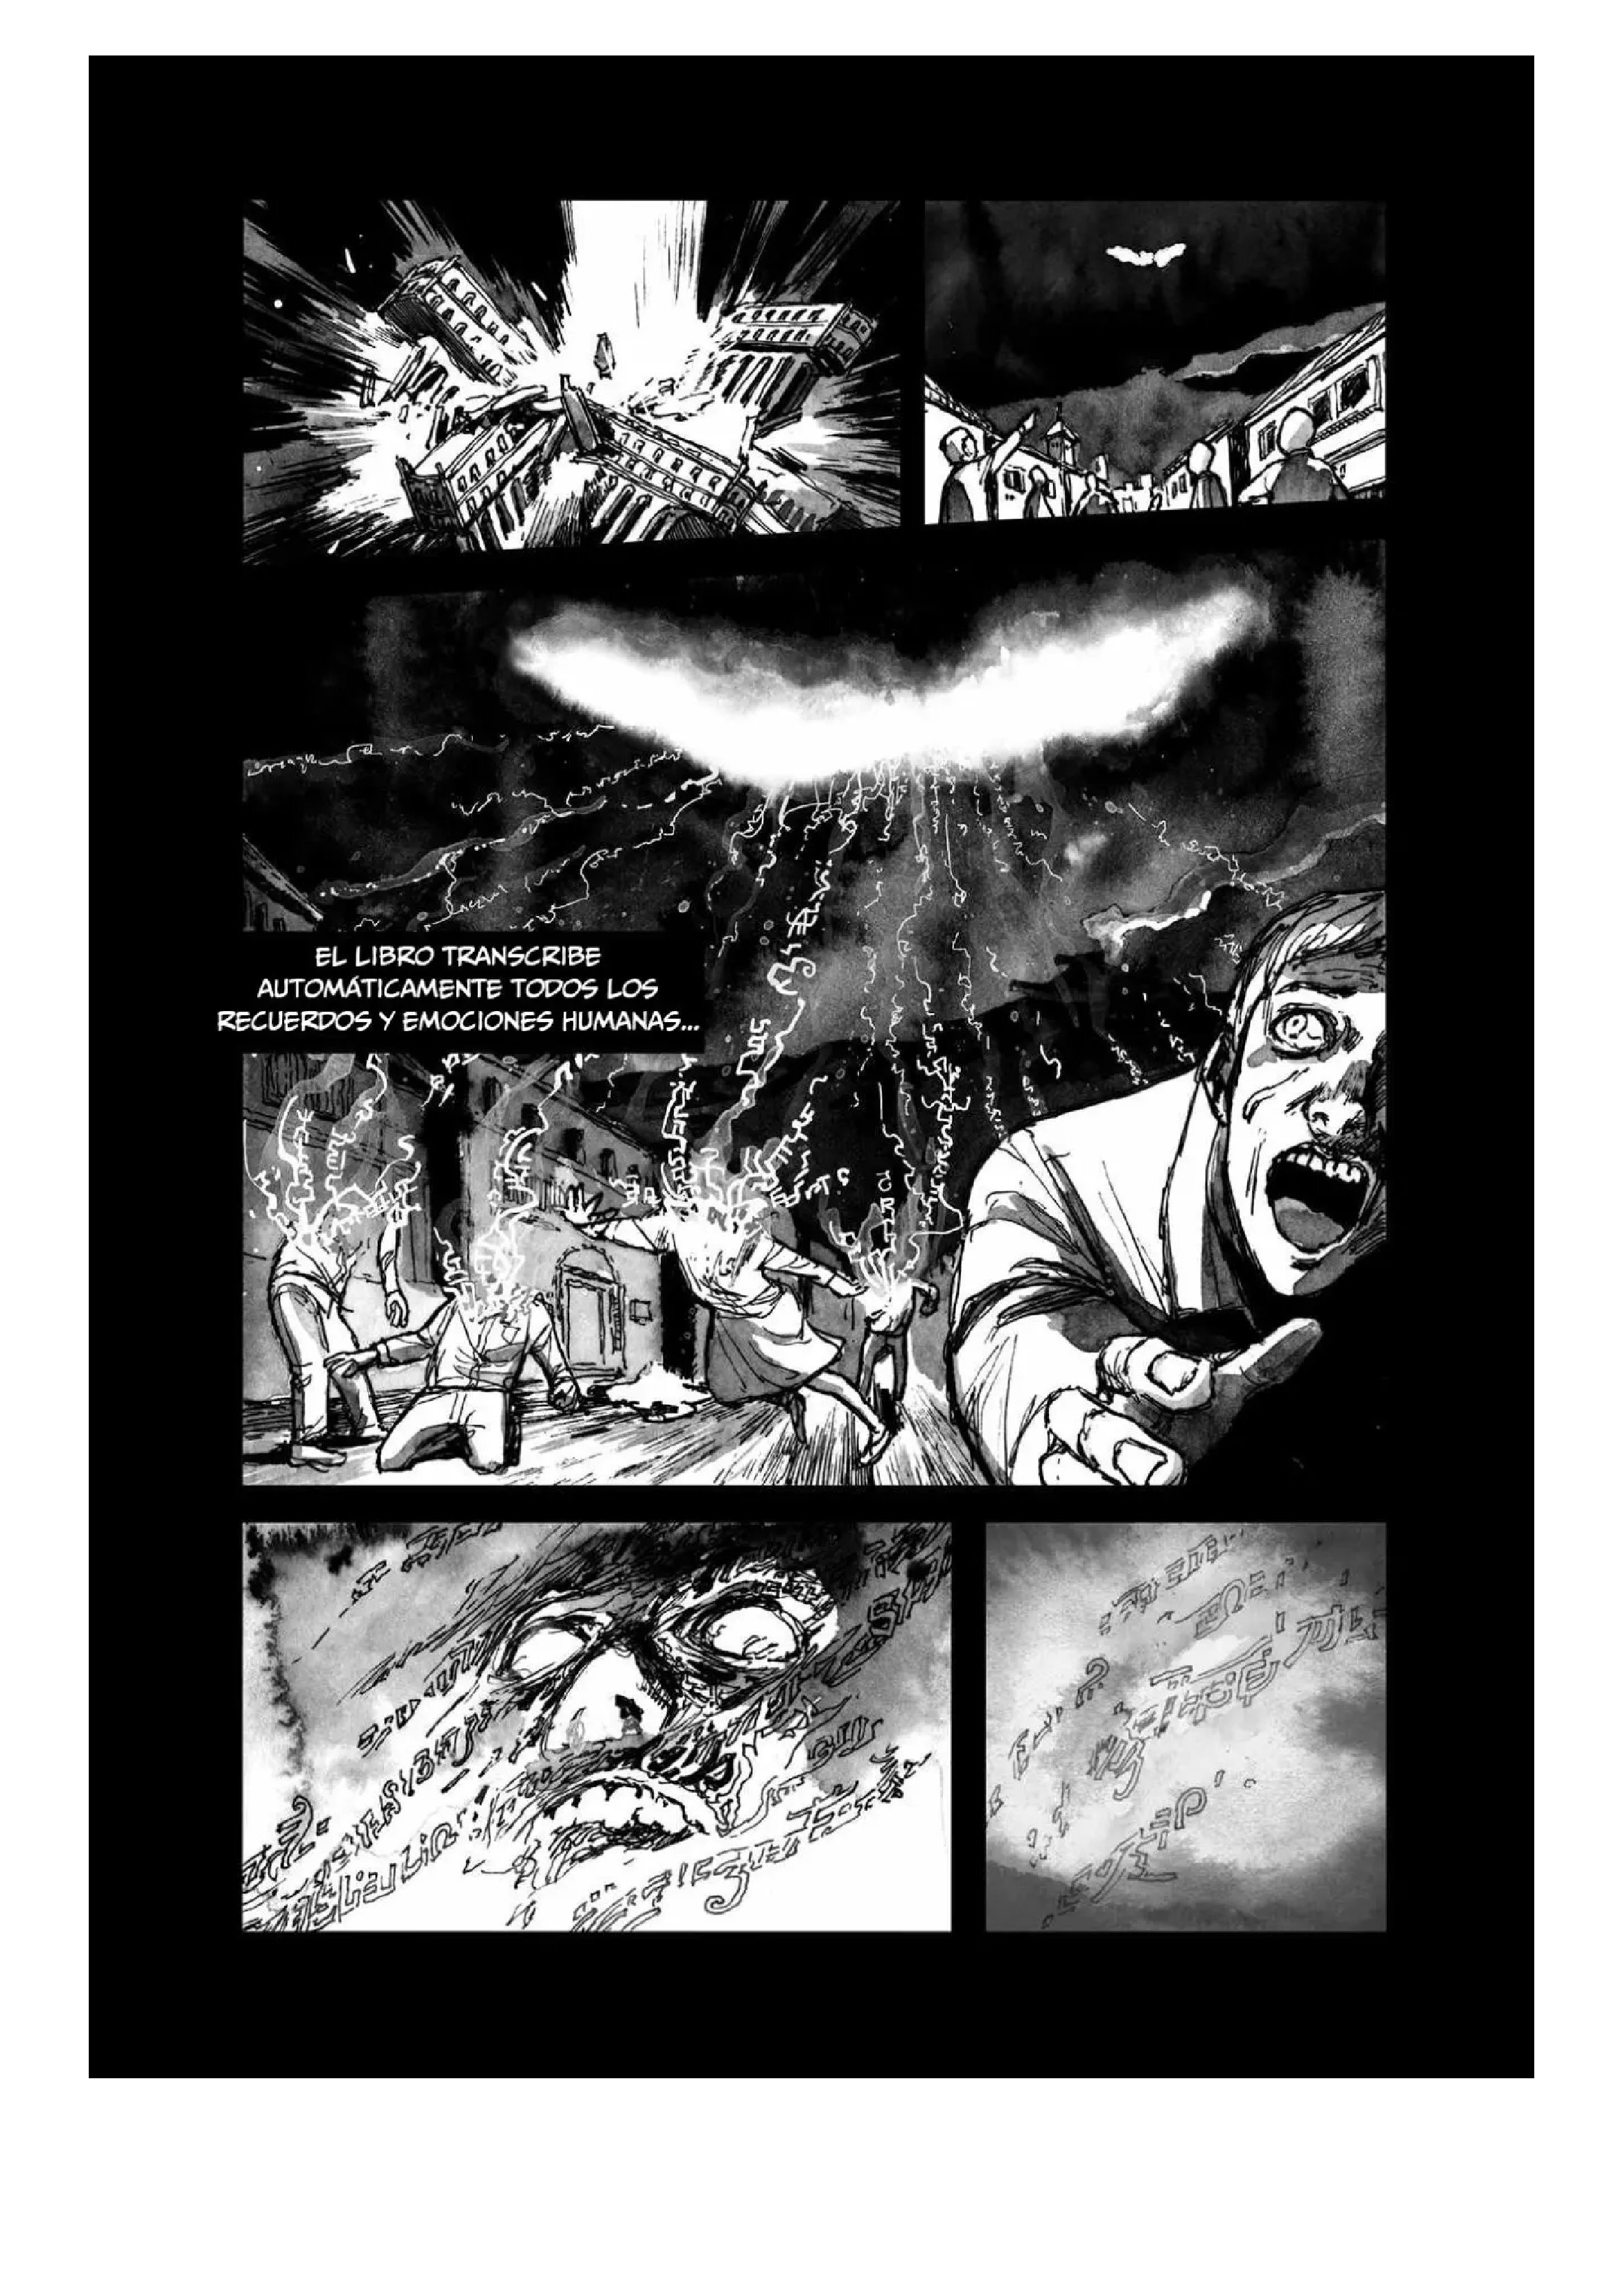 EL LIBRO TRANSCRIBE
AUTOMÁTICAMENTE TODOS LOS
RECUERDOS Y EMOCIONES HUMANAS...